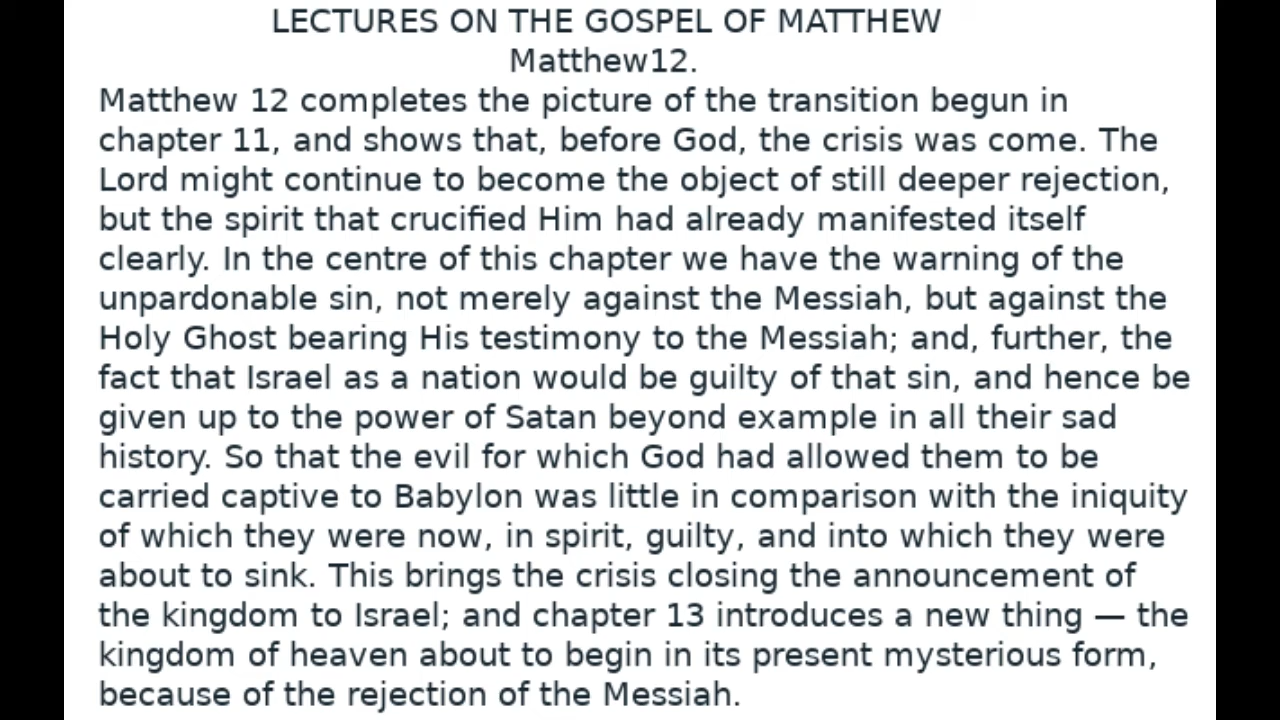 LECTURES ON THE GOSPEL OF MATTHEW
Matthew12.
Matthew 12 completes the picture of the transition begun in
chapter 11, and shows that, before God, the crisis was come. The
Lord might continue to become the object of still deeper rejection,
but the spirit that crucified Him had already manifested itself
clearly. In the centre of this chapter we have the warning of the
unpardonable sin, not merely against the Messiah, but against the
Holy Ghost bearing His testimony to the Messiah; and, further, the
fact that Israel as a nation would be guilty of that sin, and hence be
given up to the power of Satan beyond example in all their sad
history. So that the evil for which God had allowed them to be
carried captive to Babylon was little in comparison with the iniquity
of which they were now, in spirit, guilty, and into which they were
about to sink. This brings the crisis closing the announcement of
the kingdom to Israel; and chapter 13 introduces a new thing — the
kingdom of heaven about to begin in its present mysterious form,
because of the rejection of the Messiah.